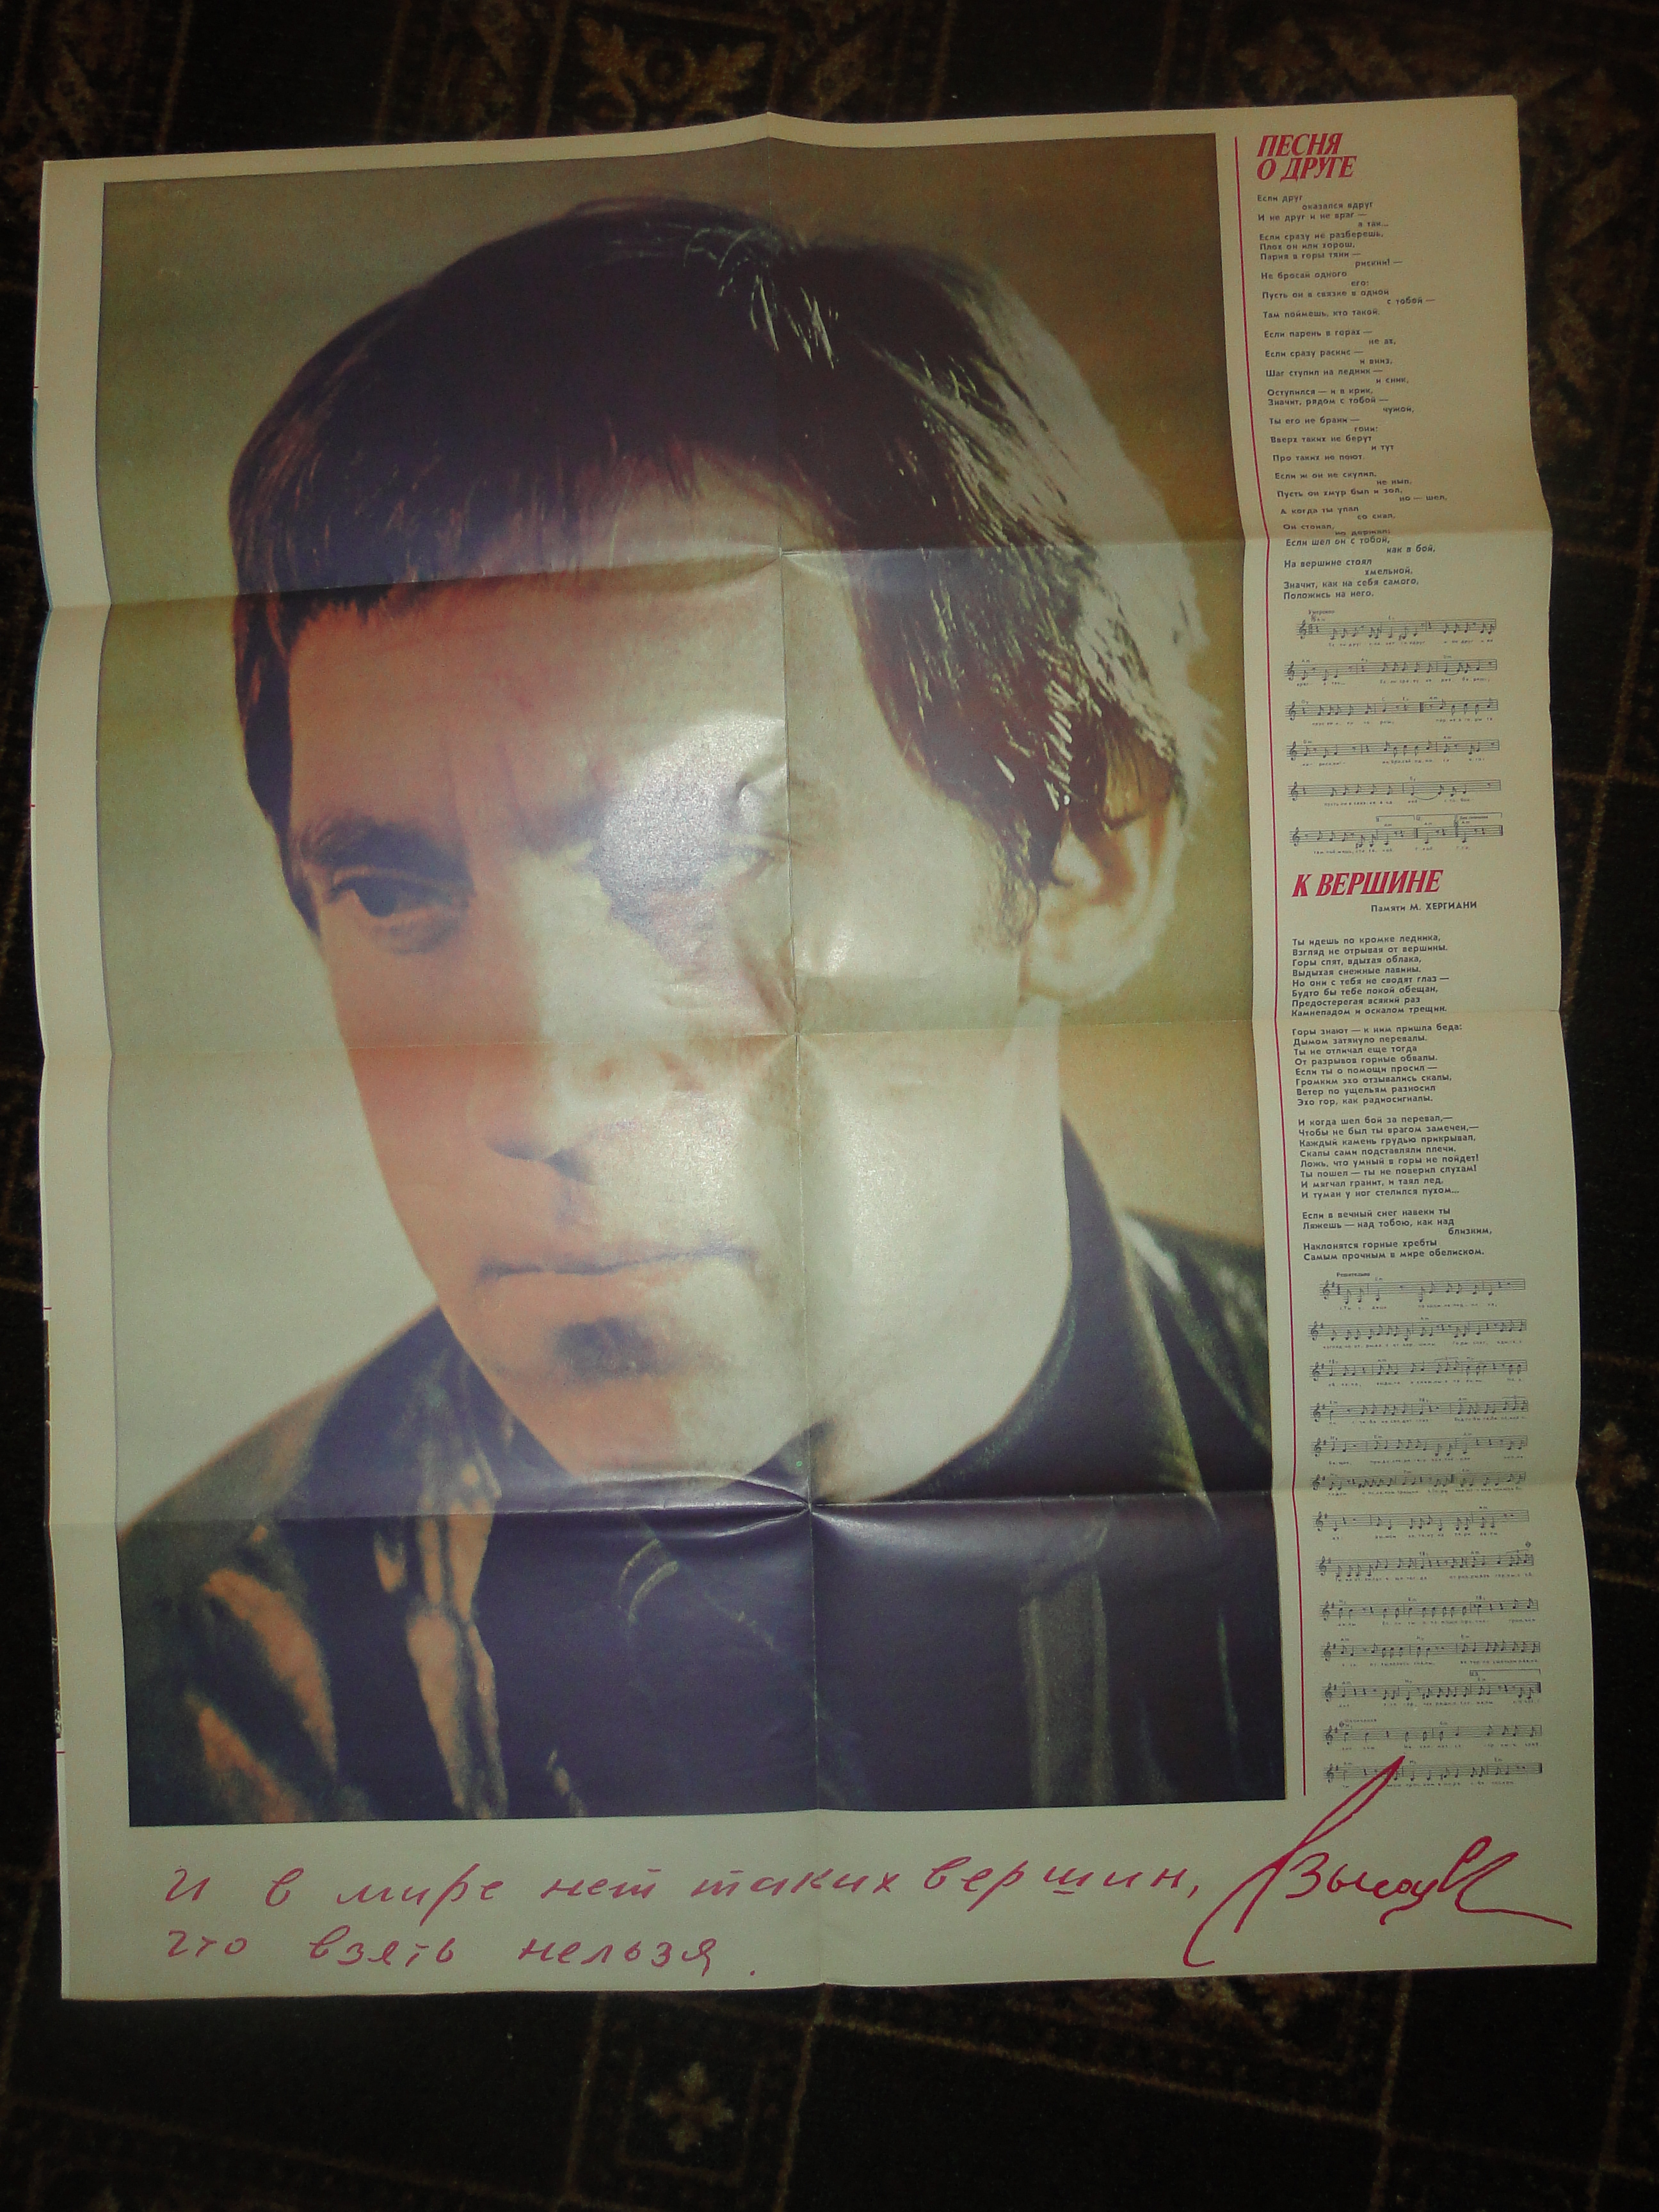 ПЕСНЯ
О ДРУГЕ
Если друг
оказался вдруг
И не друг и не враг —
а так...
Если сразу не разберешь,
Плох он или хорош,
Парня в горы тяни —
рискни! —
Не бросай одного
его:
Пусть он в связке в одной
с тобой —
Там поймешь, кто такой.
Если парень в горах —
не ах,
Если сразу раскис —
и вниз,
Шаг ступил на ледник —
и сник,
Оступился — и в крик,
Значит, рядом с тобой —
чужой,
Ты его не брани —
гони:
Вверх таких не берут
и тут
Про таких не поют.
Если ж он не скулил,
не ныл,
Пусть он хмур был и зол,
но — шел,
А когда ты упал
со скал,
Он стонал,
но держал;
Если шел он с тобой,
как в бой,
На вершине стоял
хмельной,
Значит, как на себя самого,
Положись на него.
К ВЕРШИНЕ
Памяти М. ХЕРГИАНИ
Ты идешь по кромке ледника,
Взгляд не отрывая от вершины.
Горы спят, вдыхая облака,
Выдыхая снежные лавины.
Но они с тебя не сводят глаз —
Будто бы тебе покой обещан,
Предостерегая всякий раз
Камнепадом и оскалом трещин.
Горы знают — к ним пришла беда:
Дымом затянуло перевалы.
Ты не отличал еще тогда
От разрывов горные обвалы.
Если ты о помощи просил —
Громким эхо отзывались скалы,
Ветер по ущельям разносил
Эхо гор, как радиосигналы.
И когда шел бой за перевал,—
Чтобы не был ты врагом замечен,—
Каждый камень грудью прикрывал,
Скалы сами подставляли плечи.
Ложь, что умный в горы не пойдет!
Ты пошел — ты не поверил слухам!
И мягчал гранит, и таял лед,
И туман у ног стелился пухом...
Если в вечный снег навеки ты
Ляжешь — над тобою, как над
близким,
Наклонятся горные хребты
Самым прочным в мире обелиском.
И в мире нет таких вершин,
что взять нельзя.